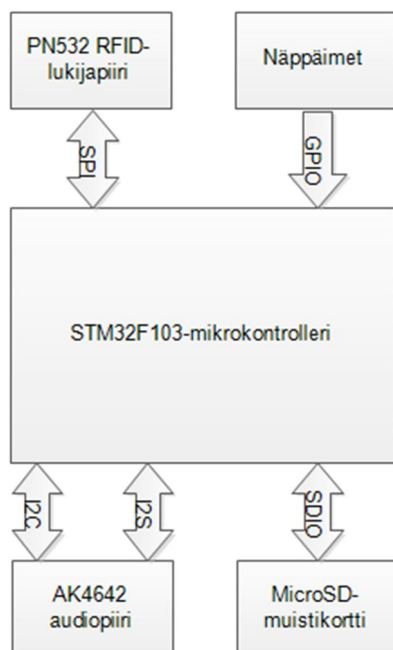 PN532 RFID-
lukijapiiri
Näppäimet
SPI
GPIO
STM32F103-mikrokontrolleri
I2C
I2S
SDIO
AK4642
audiopiiri
MicroSD-
muistikortti